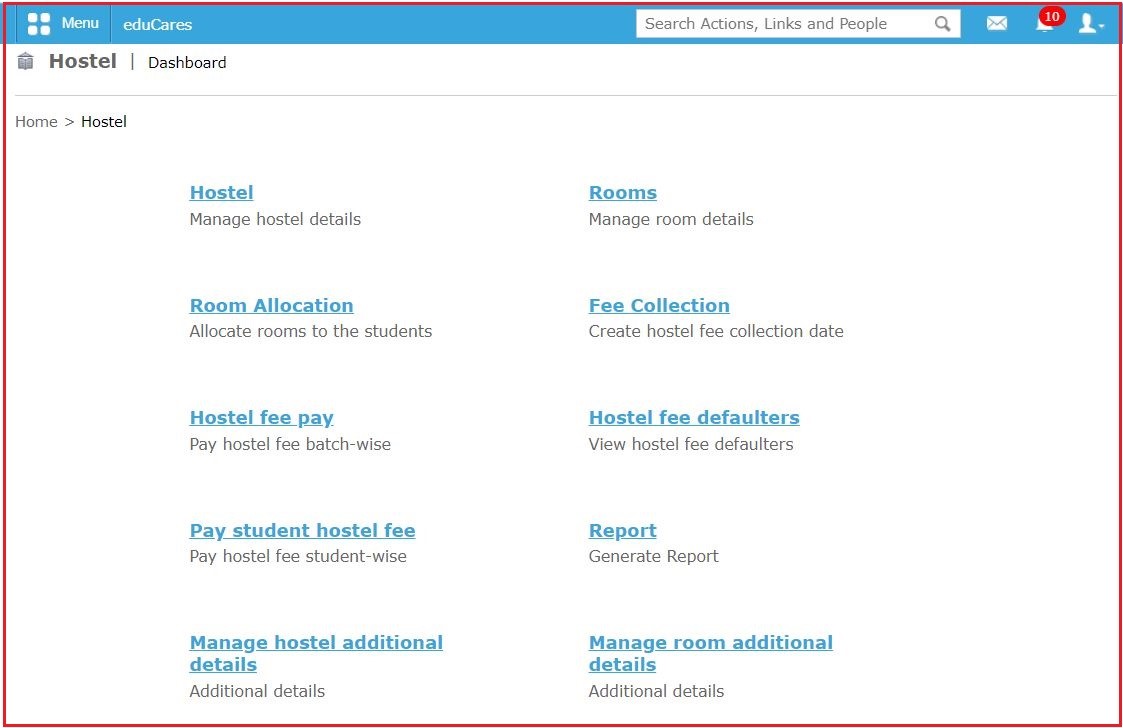 Menu eduCares Search Actions, Links and People 10
Hostel | Dashboard
Home > Hostel
Hostel Rooms
Manage hostel details Manage room details
Room Allocation Fee Collection
Allocate rooms to the students Create hostel fee collection date
Hostel fee pay Hostel fee defaulters
Pay hostel fee batch-wise View hostel fee defaulters
Pay student hostel fee Report
Pay hostel fee student-wise Generate Report
Manage hostel additional Manage room additional
details details
Additional details Additional details